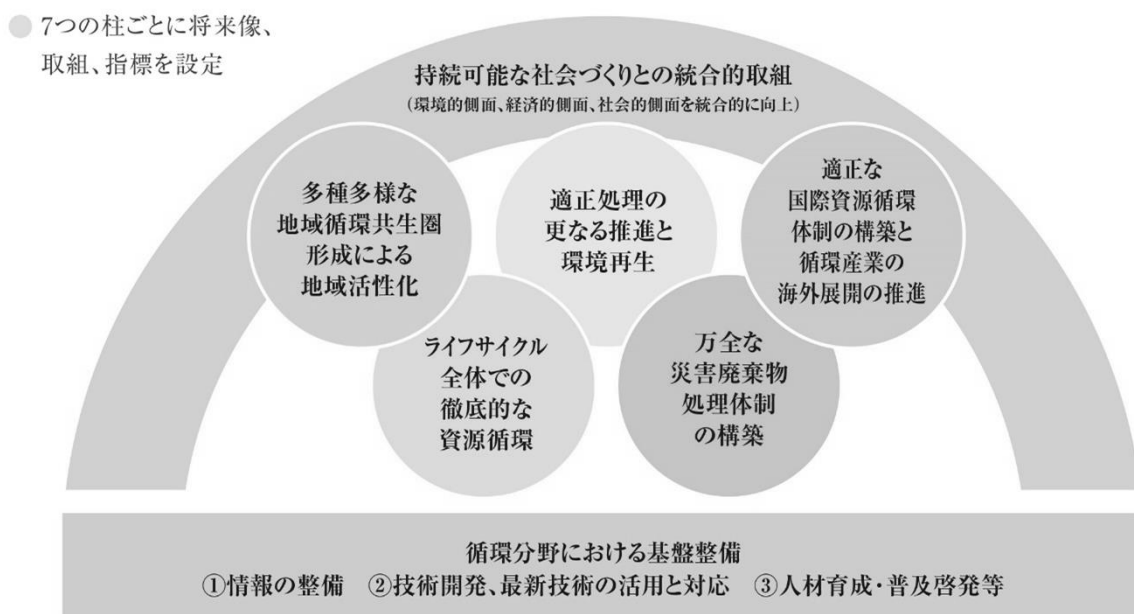 7つの柱ごとに将来像、
取組、指標を設定
持続可能な社会づくりとの統合的取組
（環境的側面、経済的側面、社会的側面を統合的に向上）
多種多様な
地域循環共生圏
形成による
地域活性化
適正処理の
更なる推進と
環境再生
適正な
国際資源循環
体制の構築と
循環産業の
海外展開の推進
ライフサイクル
全体での
徹底的な
資源循環
万全な
災害廃棄物
処理体制
の構築
循環分野における基盤整備
①情報の整備　②技術開発、最新技術の活用と対応　③人材育成・普及啓発等